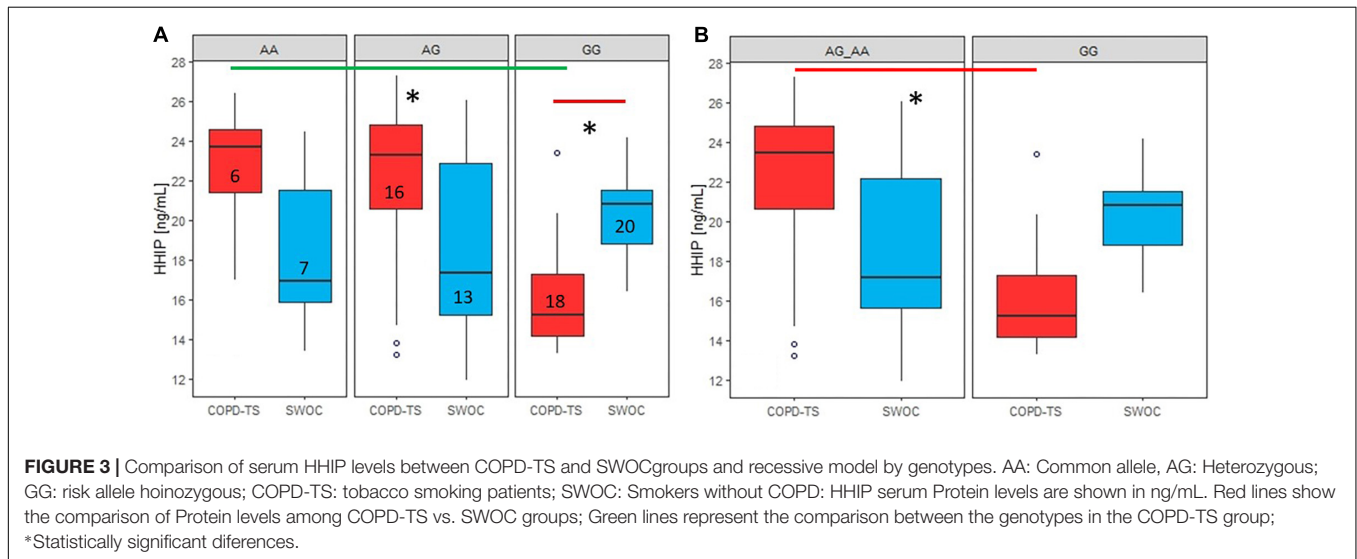 A
B
AA
AG
GG
AG_AA
GG
HHIP [ng/mL]
28
26
24
22
20
18
16
14
12
*
*
6
7
16
13
18
20
COPD-TS
SWOC
COPD-TS
SWOC
COPD-TS
SWOC
HHIP [ng/mL]
28
26
24
22
20
18
16
14
12
*
COPD-TS
SWOC
COPD-TS
SWOC
FIGURE 3 | Comparison of serum HHIP levels between COPD-TS and SWOCgroups and recessive model by genotypes. AA: Common allele, AG: Heterozygous;
GG: risk allele hoinozygous; COPD-TS: tobacco smoking patients; SWOC: Smokers without COPD: HHIP serum Protein levels are shown in ng/mL. Red lines show
the comparison of Protein levels among COPD-TS vs. SWOC groups; Green lines represent the comparison between the genotypes in the COPD-TS group;
*Statistically significant diferences.